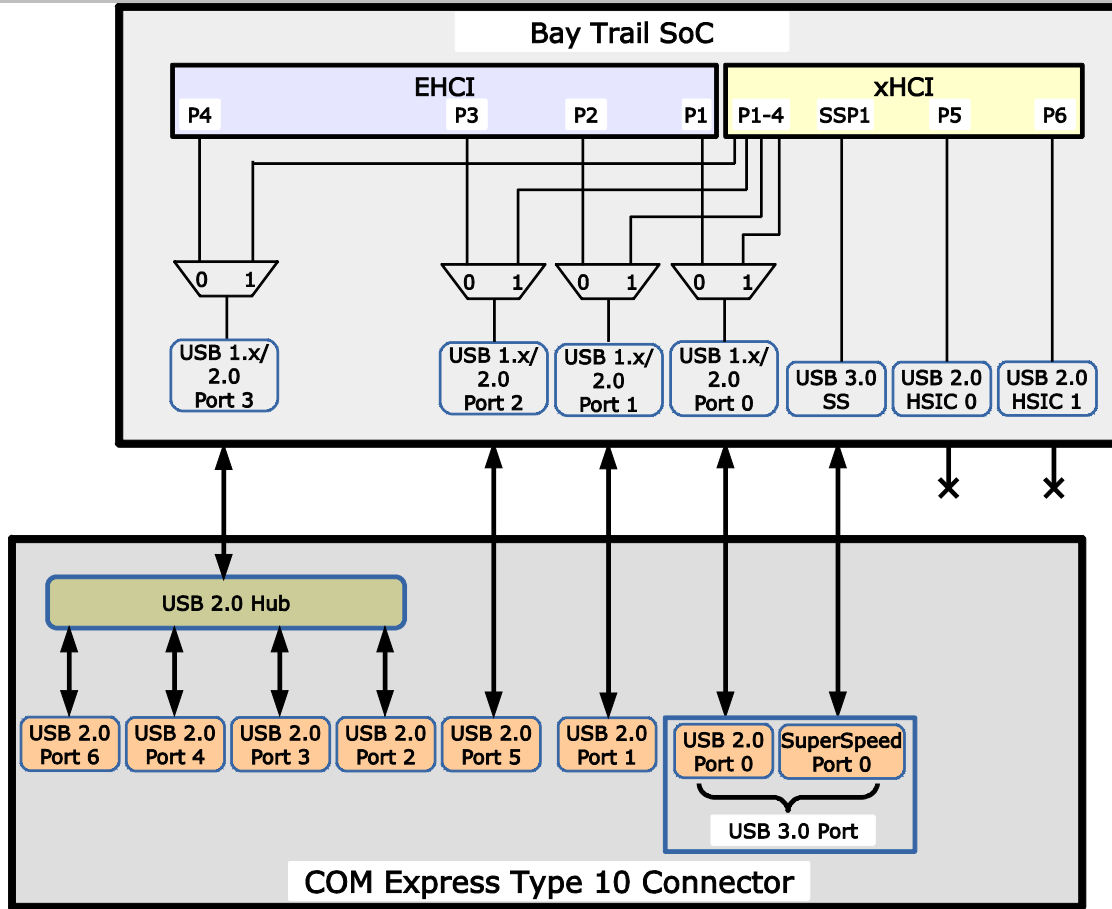 Bay Trail SoC
EHCI
xHCI
P4
P3
P2
P1
P1-4
SSP1
P5
P6
0
1
0
1
0
1
0
1
USB 1.x/
2.0
Port 3
USB 1.x/
2.0
Port 2
USB 1.x/
2.0
Port 1
USB 1.x/
2.0
Port 0
USB 3.0
SS
USB 2.0
HSIC 0
USB 2.0
HSIC 1
USB 2.0 Hub
USB 2.0
Port 6
USB 2.0
Port 4
USB 2.0
Port 3
USB 2.0
Port 2
USB 2.0
Port 5
USB 2.0
Port 1
USB 2.0
Port 0
SuperSpeed
Port 0
USB 3.0 Port
COM Express Type 10 Connector